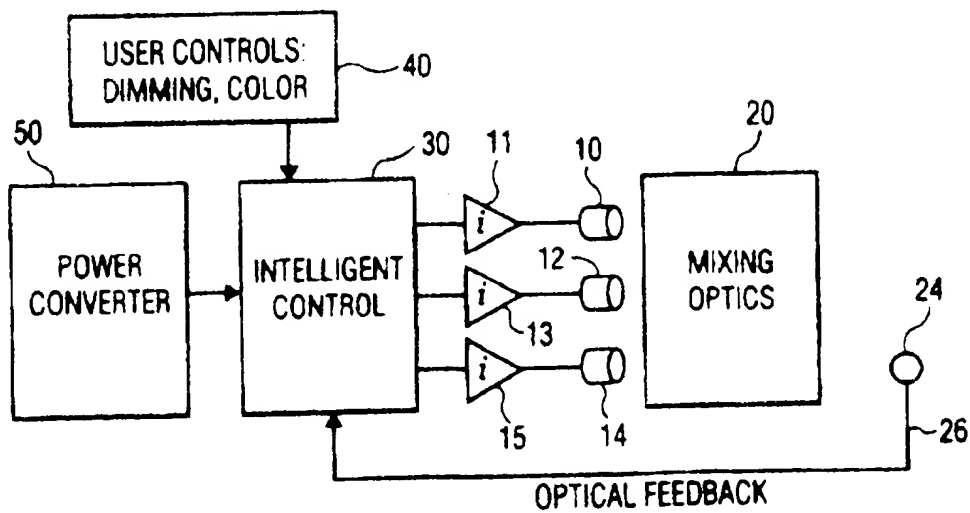 USER CONTROLS:
DIMMING, COLOR
40
50
30
11
10
20
POWER
CONVERTER
INTELLIGENT
CONTROL
i
i
i
12
13
15
14
MIXING
OPTICS
24
26
OPTICAL FEEDBACK